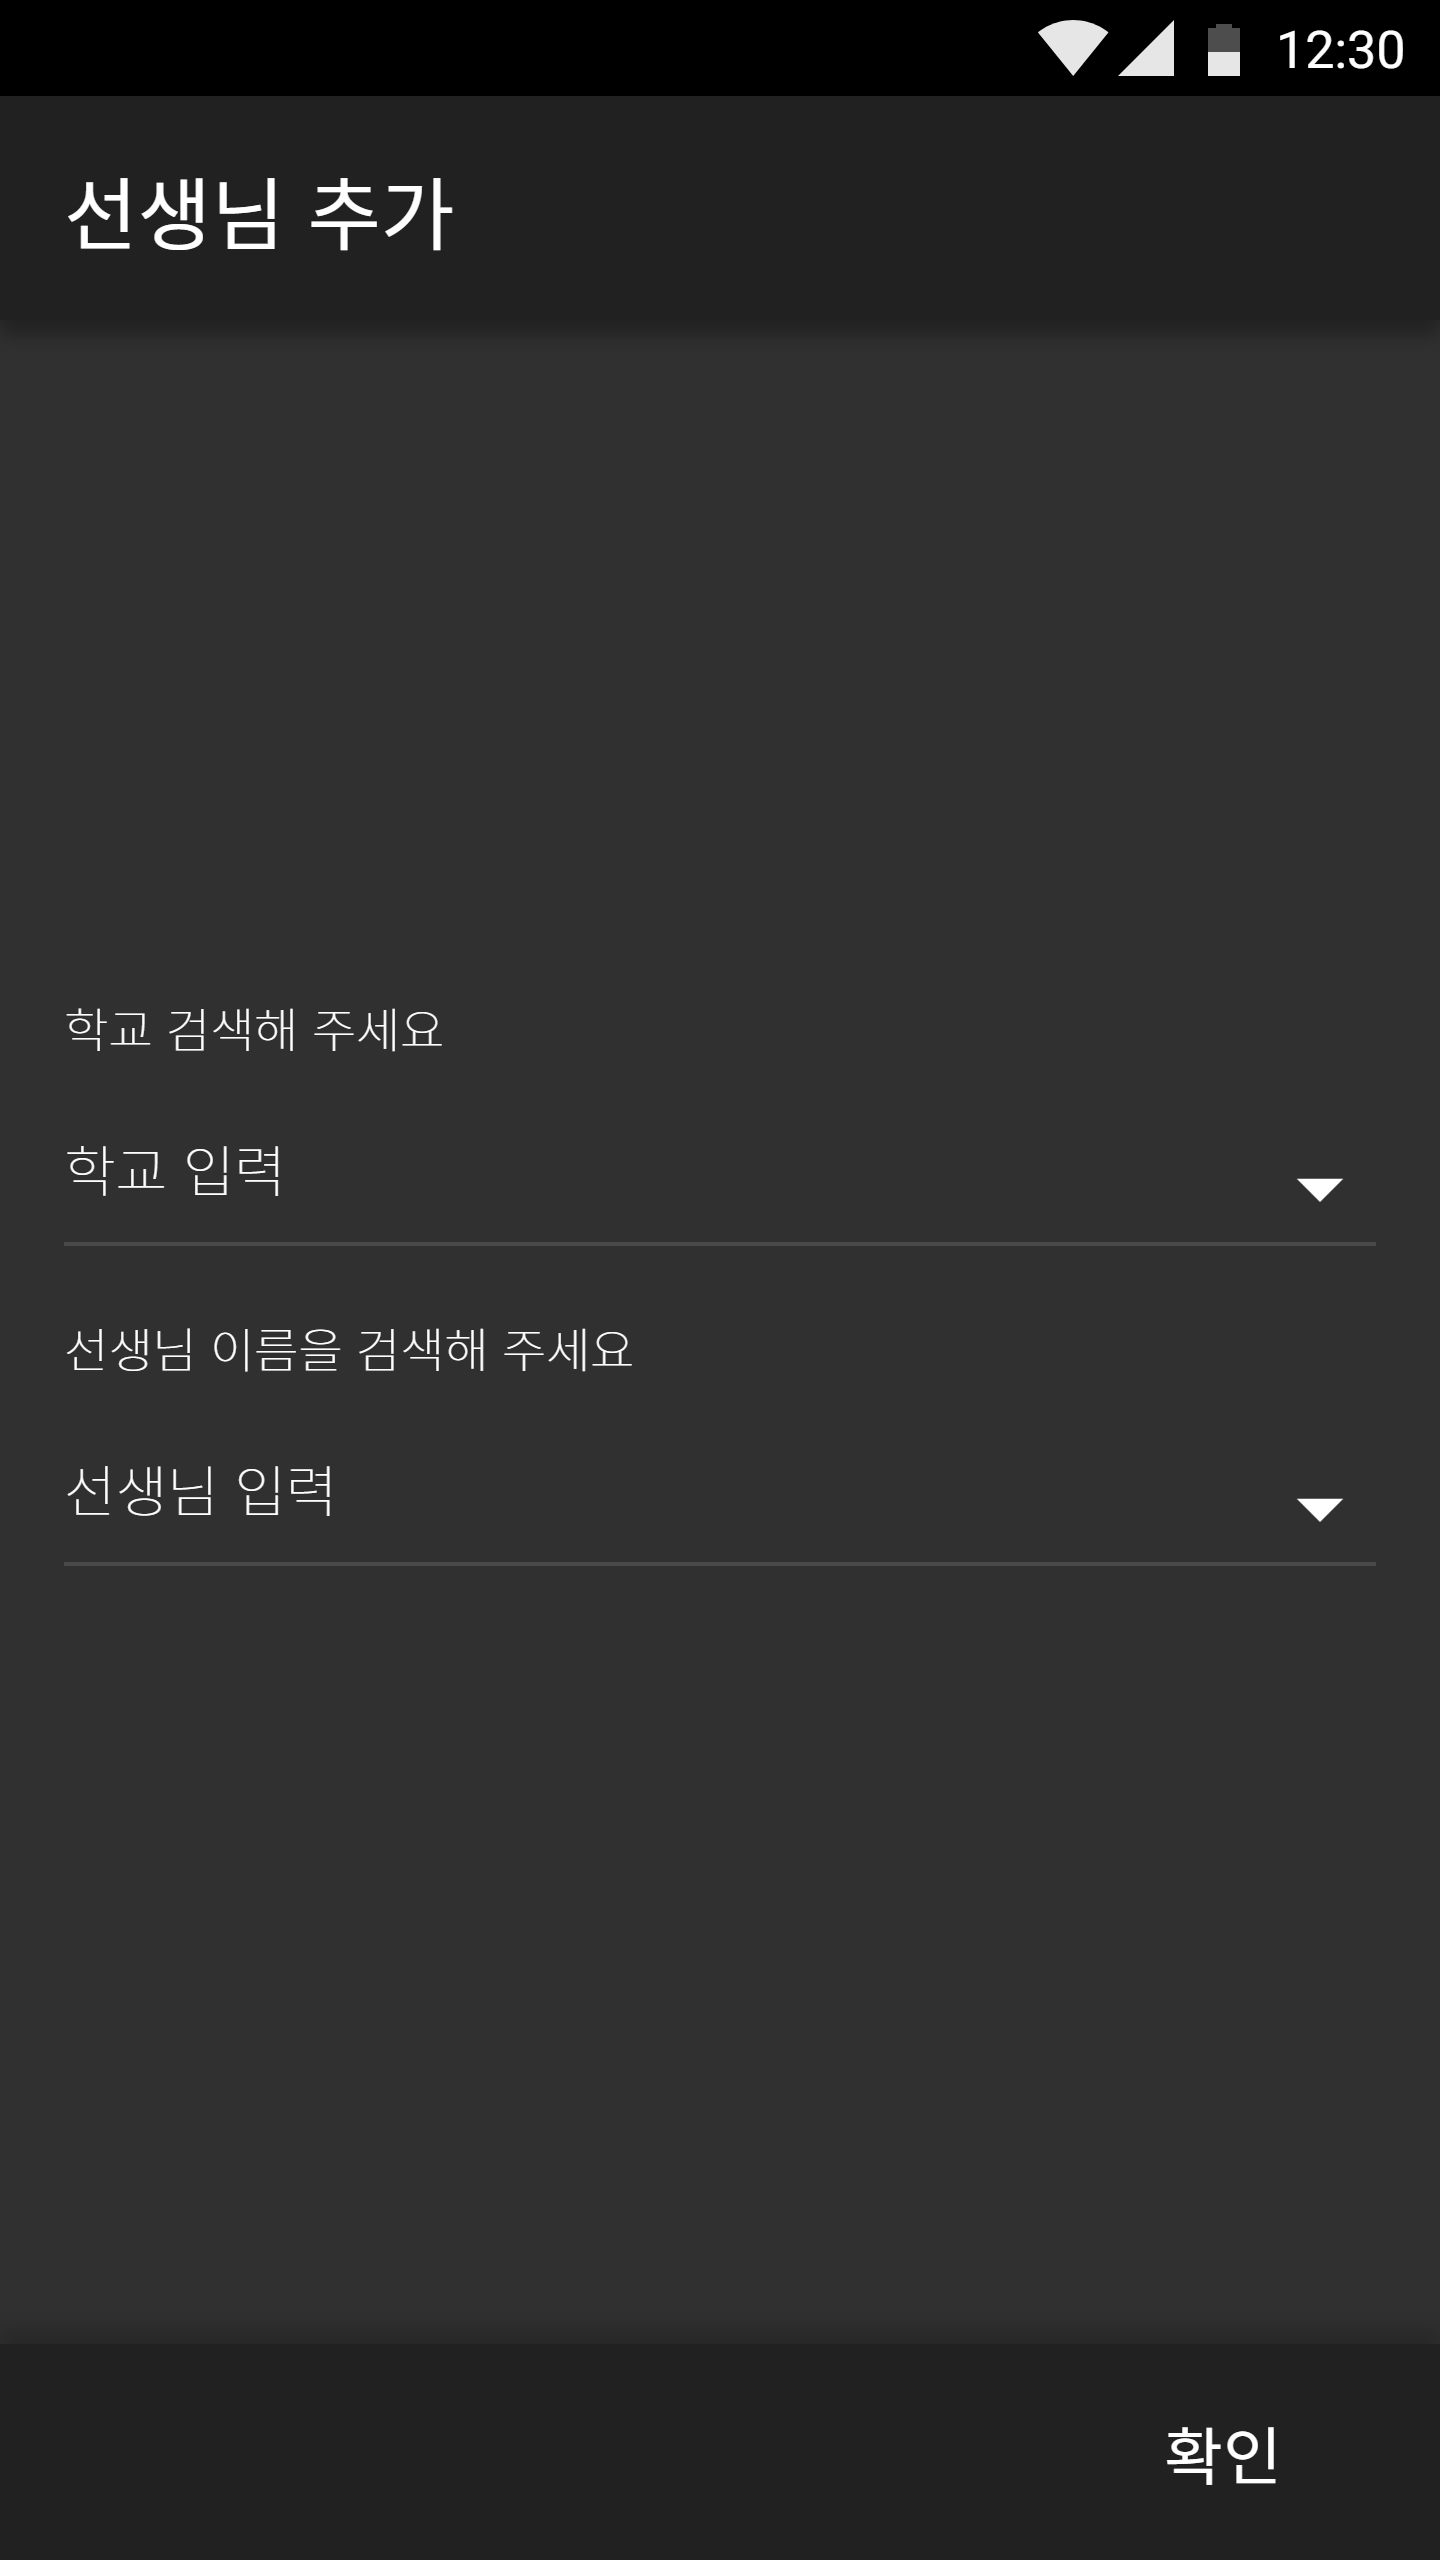 12:30
선생님 추가
학교 검색해 주세요
학교 입력
선생님 이름을 검색해 주세요
선생님 입력
확인